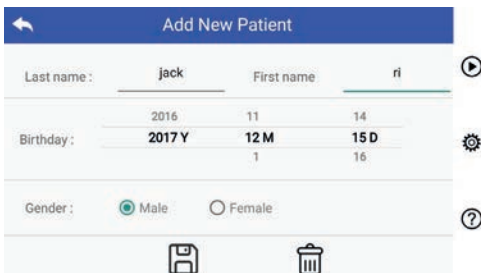 Add New Patient
Last name : jack First name ri
2016 11 14
Birthday : 2017 Y 12 M 15 D
1 16
Gender : Male Female